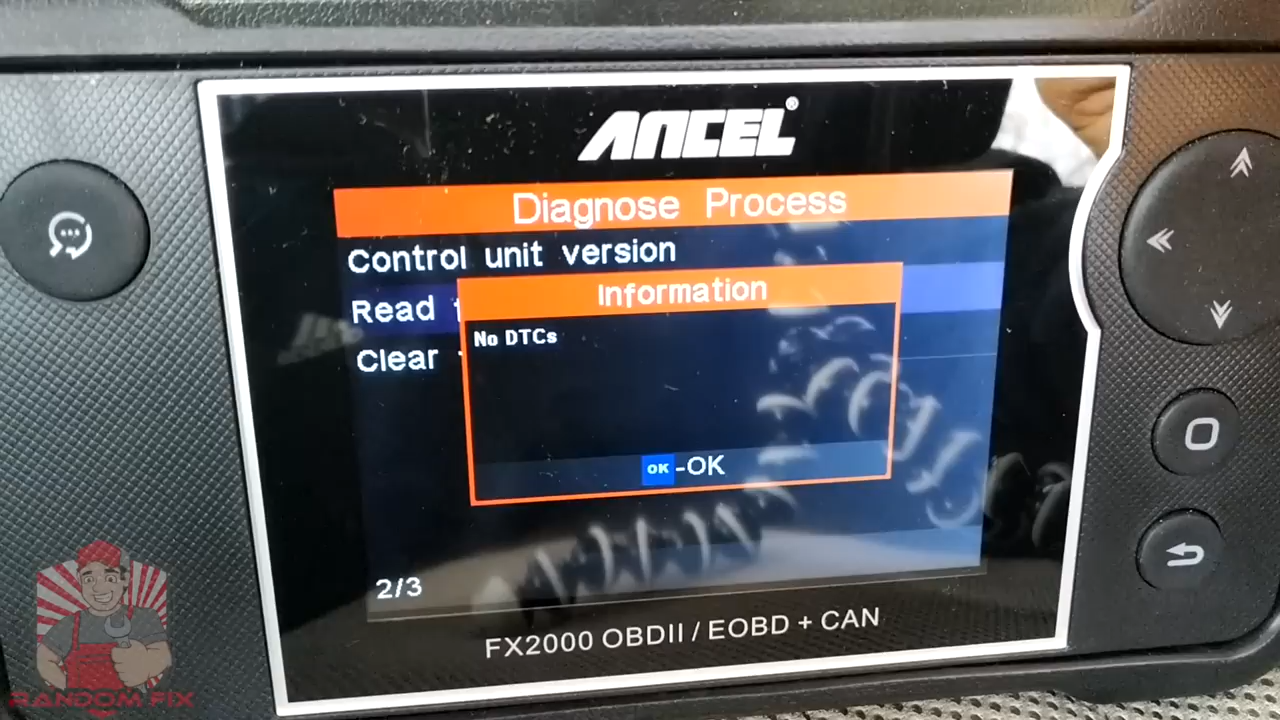 ANCEL®
Diagnose Process
Control unit version
Information
Read
No DTCs
Clear
OK-OK
2/3
FX2000 OBDII / EOBD + CAN
RANDOM FIX